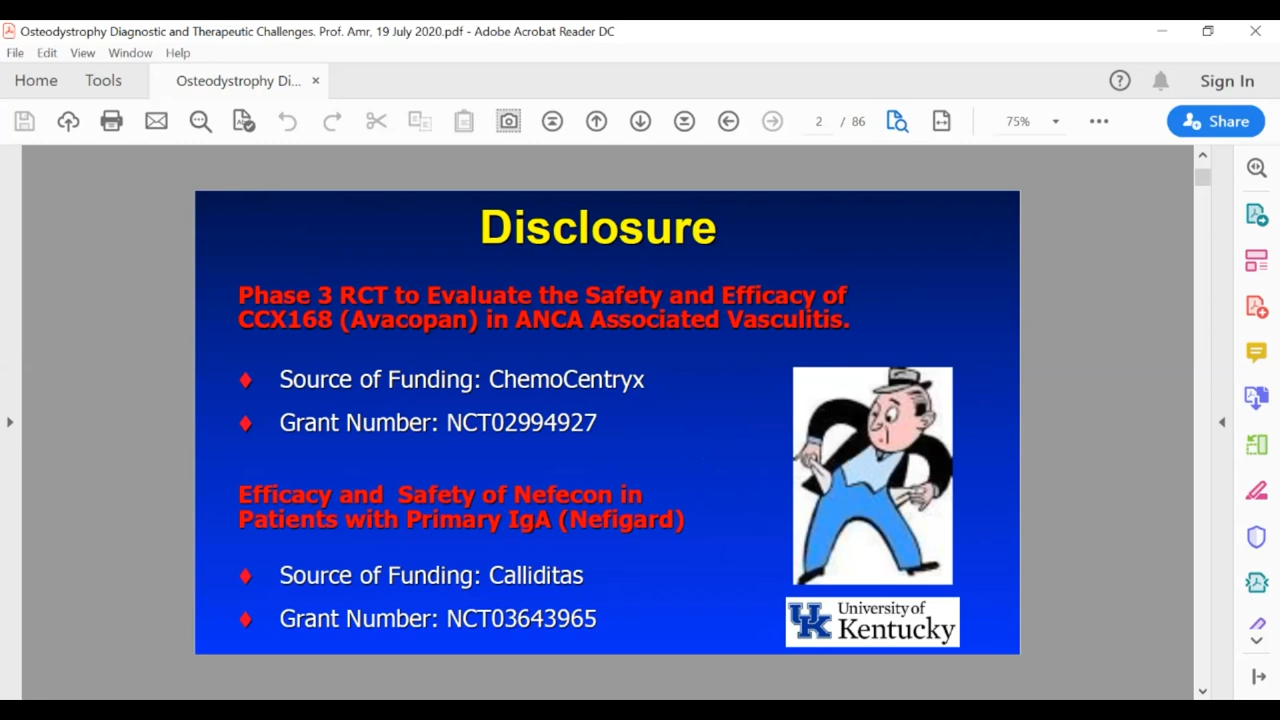 Osteodystrophy Diagnostic and Therapeutic Challenges. Prof. Amr, 19 July 2020.pdf - Adobe Acrobat Reader DC
File Edit View Window Help
Home Tools Osteodystrophy Di... × Sign In
2 / 86 75% Share
Disclosure
Phase 3 RCT to Evaluate the Safety and Efficacy of
CCX168 (Avacopan) in ANCA Associated Vasculitis.
♦ Source of Funding: ChemoCentryx
♦ Grant Number: NCT02994927
Efficacy and Safety of Nefecon in
Patients with Primary IgA (Nefigard)
♦ Source of Funding: Calliditas
♦ Grant Number: NCT03643965
UK University of
Kentucky